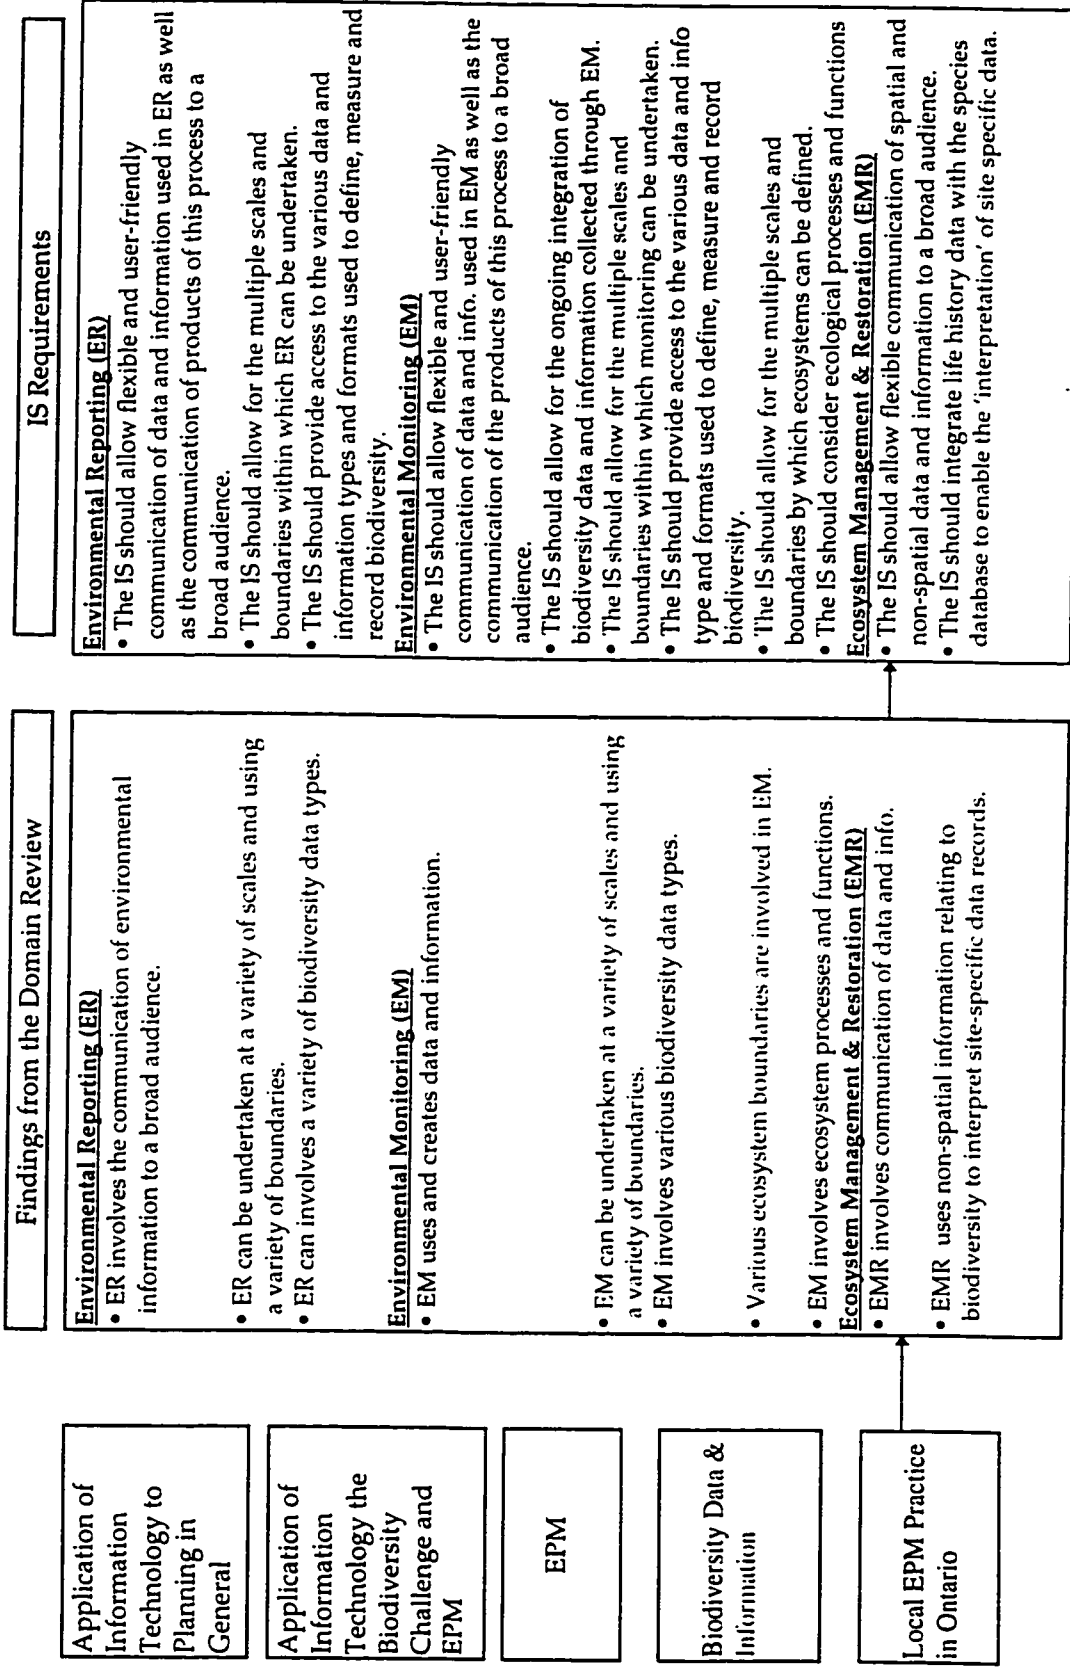 Application of
Information
Technology to
Planning in
General
Application of
Information
Technology the
Biodiversity
Challenge and
EPM
EPM
Biodiversity Data &
Information
Local EPM Practice
in Ontario
Findings from the Domain Review
Environmental Reporting (ER)
• ER involves the communication of environmental
information to a broad audience.
• ER can be undertaken at a variety of scales and using
a variety of boundaries.
• ER can involves a variety of biodiversity data types.
Environmental Monitoring (EM)
• EM uses and creates data and information.
• EM can be undertaken at a variety of scales and using
a variety of boundaries.
• EM involves various biodiversity data types.
• Various ecosystem boundaries are involved in EM.
• EM involves ecosystem processes and functions.
Ecosystem Management & Restoration (EMR)
• EMR involves communication of data and info.
• EMR uses non-spatial information relating to
biodiversity to interpret site-specific data records.
IS Requirements
Environmental Reporting (ER)
• The IS should allow flexible and user-friendly
communication of data and information used in ER as well
as the communication of products of this process to a
broad audience.
• The IS should allow for the multiple scales and
boundaries within which ER can be undertaken.
• The IS should provide access to the various data and
information types and formats used to define, measure and
record biodiversity.
Environmental Monitoring (EM)
• The IS should allow flexible and user-friendly
communication of data and info. used in EM as well as the
communication of the products of this process to a broad
audience.
• The IS should allow for the ongoing integration of
biodiversity data and information collected through EM.
• The IS should allow for the multiple scales and
boundaries within which monitoring can be undertaken.
• The IS should provide access to the various data and info
type and formats used to define, measure and record
biodiversity.
• The IS should allow for the multiple scales and
boundaries by which ecosystems can be defined.
• The IS should consider ecological processes and functions
Ecosystem Management & Restoration (EMR)
• The IS should allow flexible communication of spatial and
non-spatial data and information to a broad audience.
• The IS should integrate life history data with the species
database to enable the 'interpretation' of site specific data.